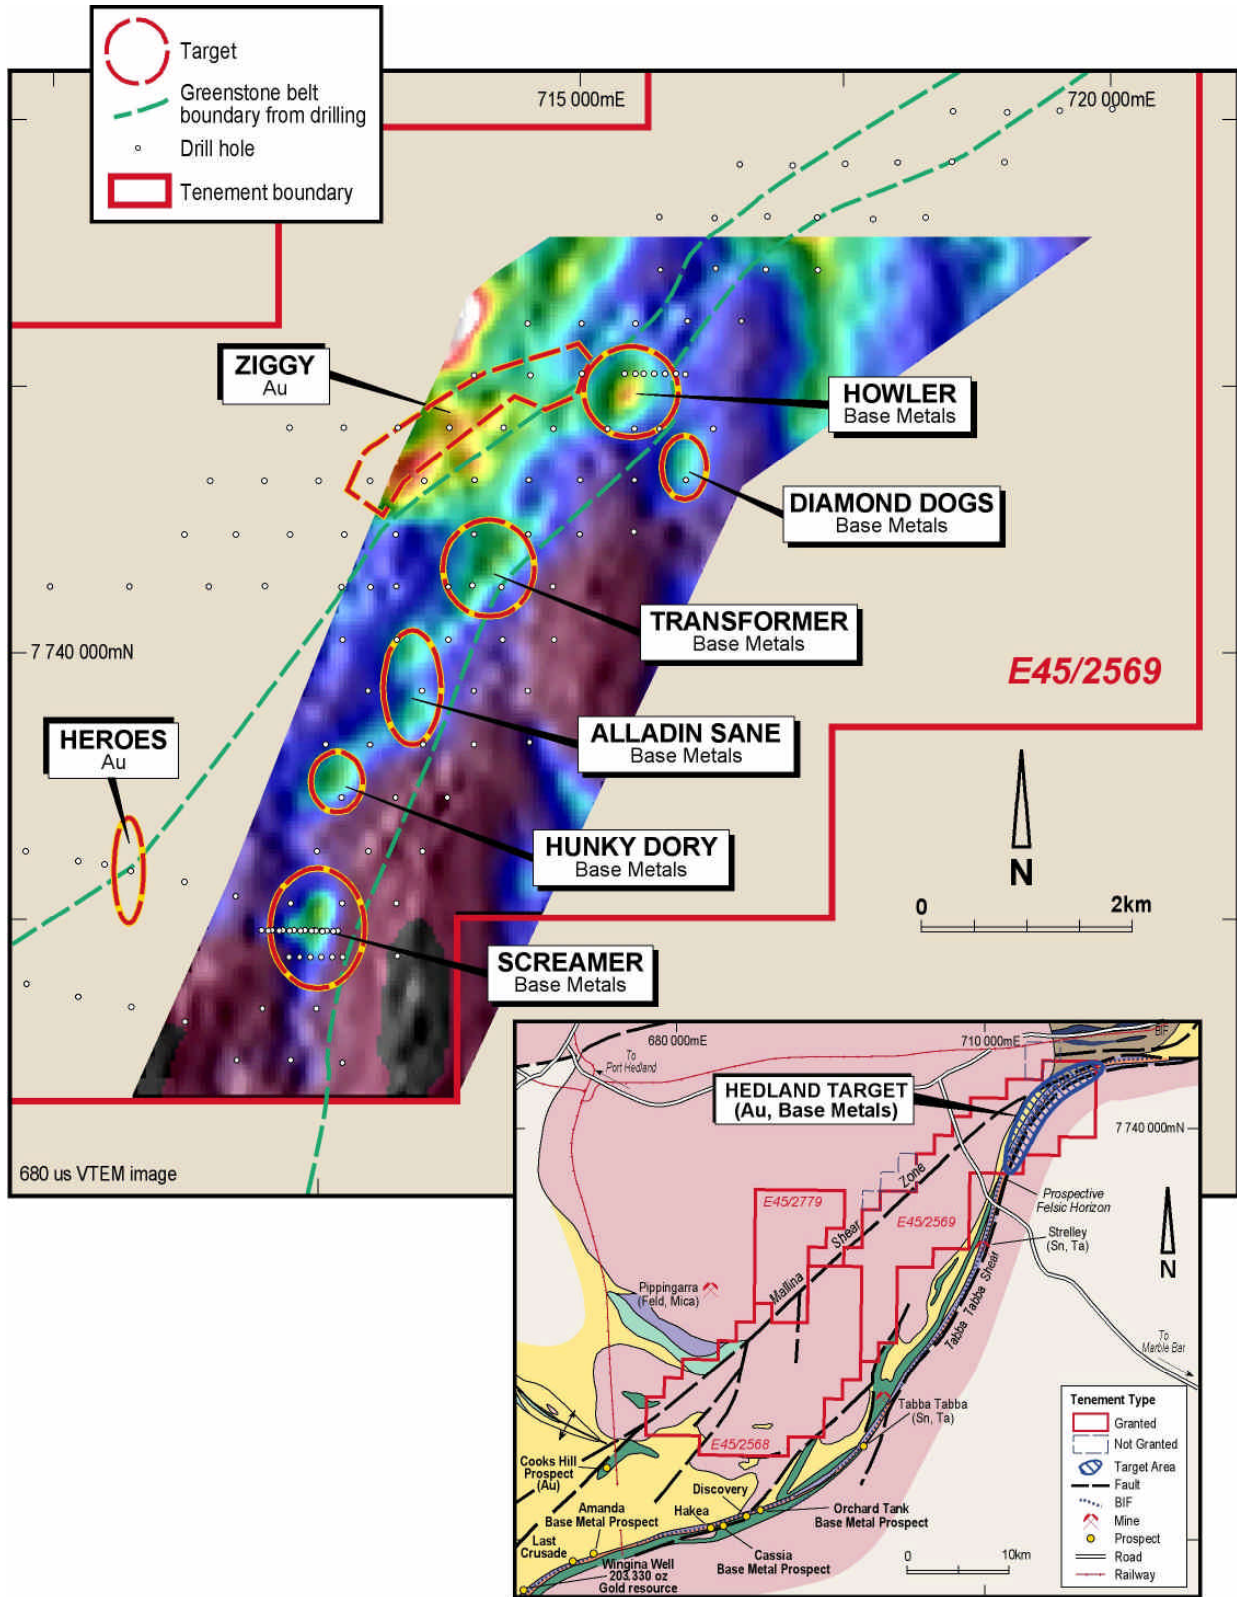 Target
Greenstone belt
boundary from drilling
Drill hole
Tenement boundary
715 000mE
720 000mE
ZIGGY
Au
HOWLER
Base Metals
DIAMOND DOGS
Base Metals
TRANSFORMER
Base Metals
7 740 000mN
E45/2569
ALLADIN SANE
Base Metals
HEROES
Au
HUNKY DORY
Base Metals
N
0 2km
SCREAMER
Base Metals
680 us VTEM image
680 000mE
710 000mE
BIF
To
Port Hedland
HEDLAND TARGET
(Au, Base Metals)
7 740 000mN
Zone
Prospective
Felsic Horizon
E45/2779
E45/2569
Shear
Strelley
(Sn, Ta)
N
Mallina
Pippingarra
(Feld, Mica)
Tabba Tabba Shear
To
Marble Bar
Tabba Tabba
(Sn, Ta)
E45/2568
Cooks Hill
Prospect
(Au)
Discovery
Amanda
Base Metal Prospect
Hakea
Orchard Tank
Base Metal Prospect
Last
Crusade
Cassia
Base Metal Prospect
Wingina Well
203,330 oz
Gold resource
0 10km
Tenement Type
Granted
Not Granted
Target Area
Fault
BIF
Mine
Prospect
Road
Railway